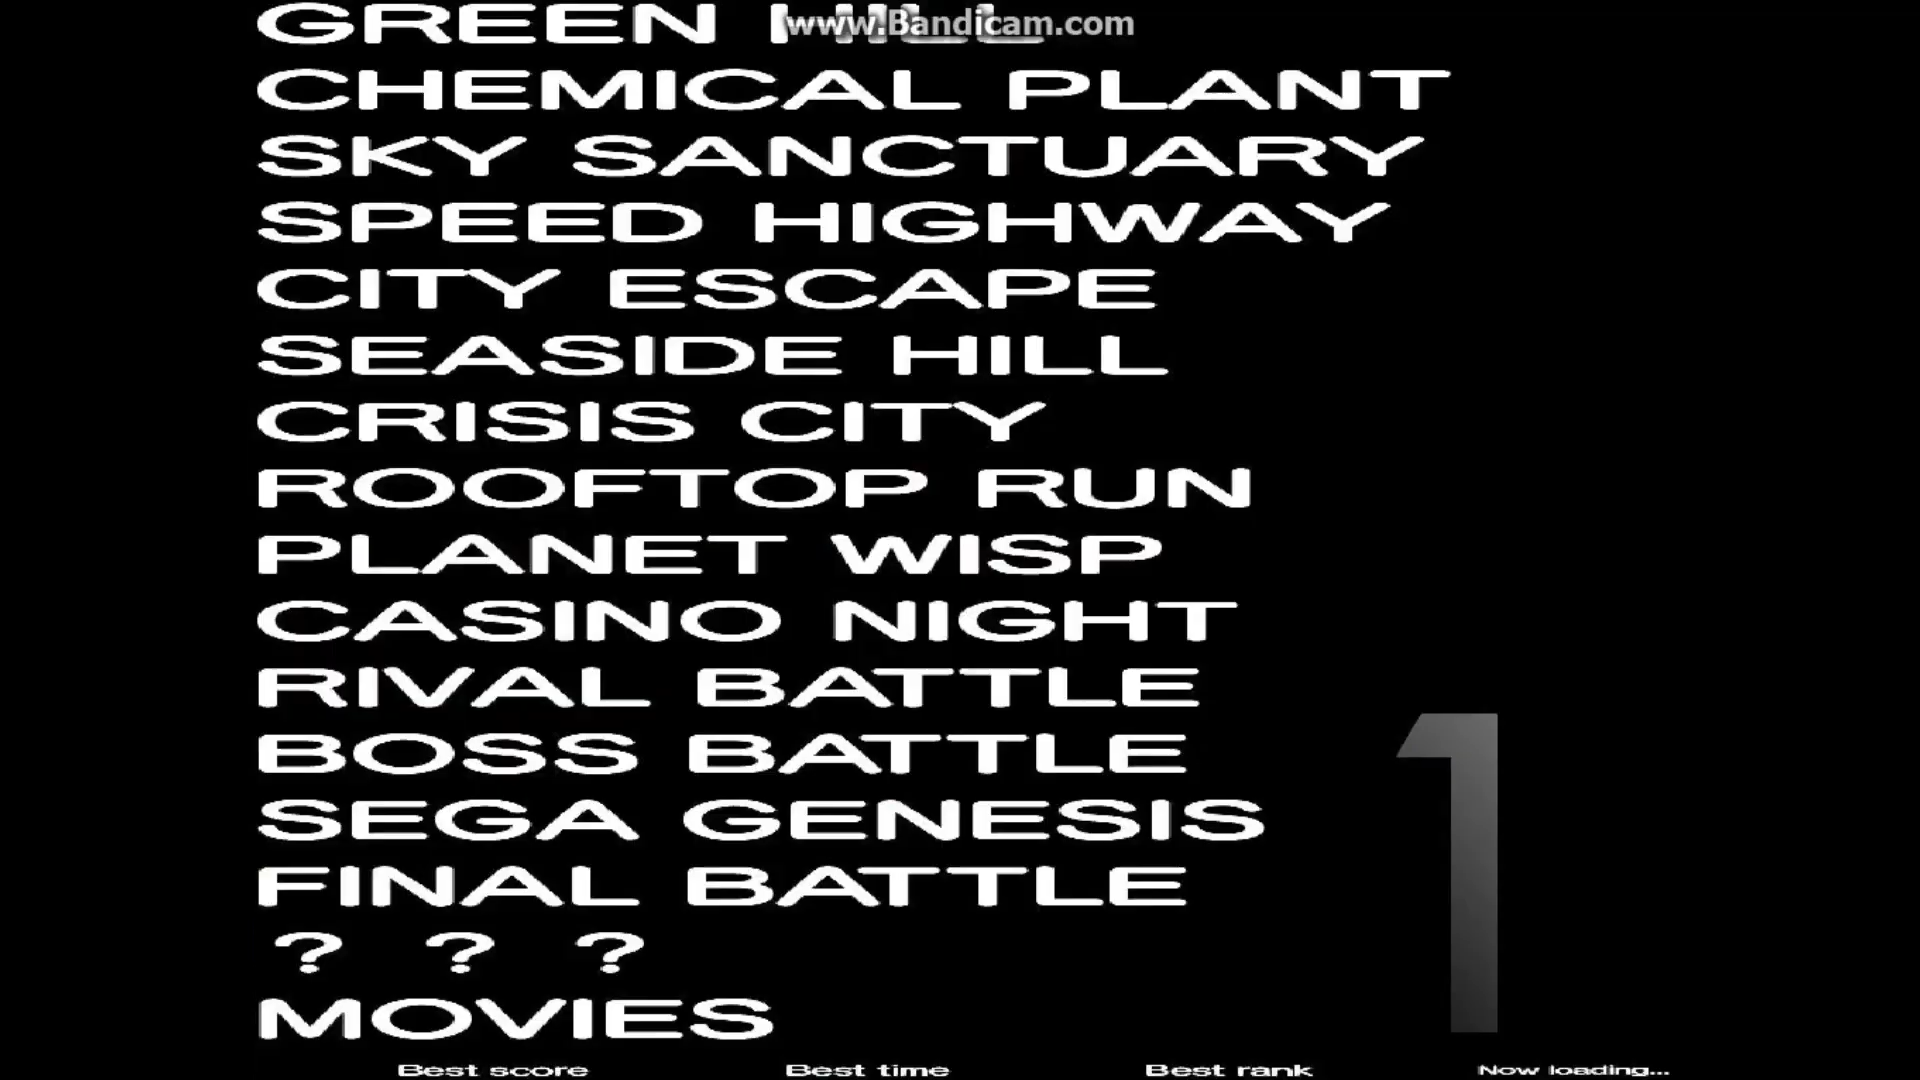 GREEN HILL
www.Bandicam.com
CHEMICAL PLANT
SKY SANCTUARY
SPEED HIGHWAY
CITY ESCAPE
SEASIDE HILL
CRISIS CITY
ROOFTOP RUN
PLANET WISP
CASINO NIGHT
RIVAL BATTLE
BOSS BATTLE
SEGA GENESIS
FINAL BATTLE
? ? ?
MOVIES
1
Best score Best time Best rank Now loading...